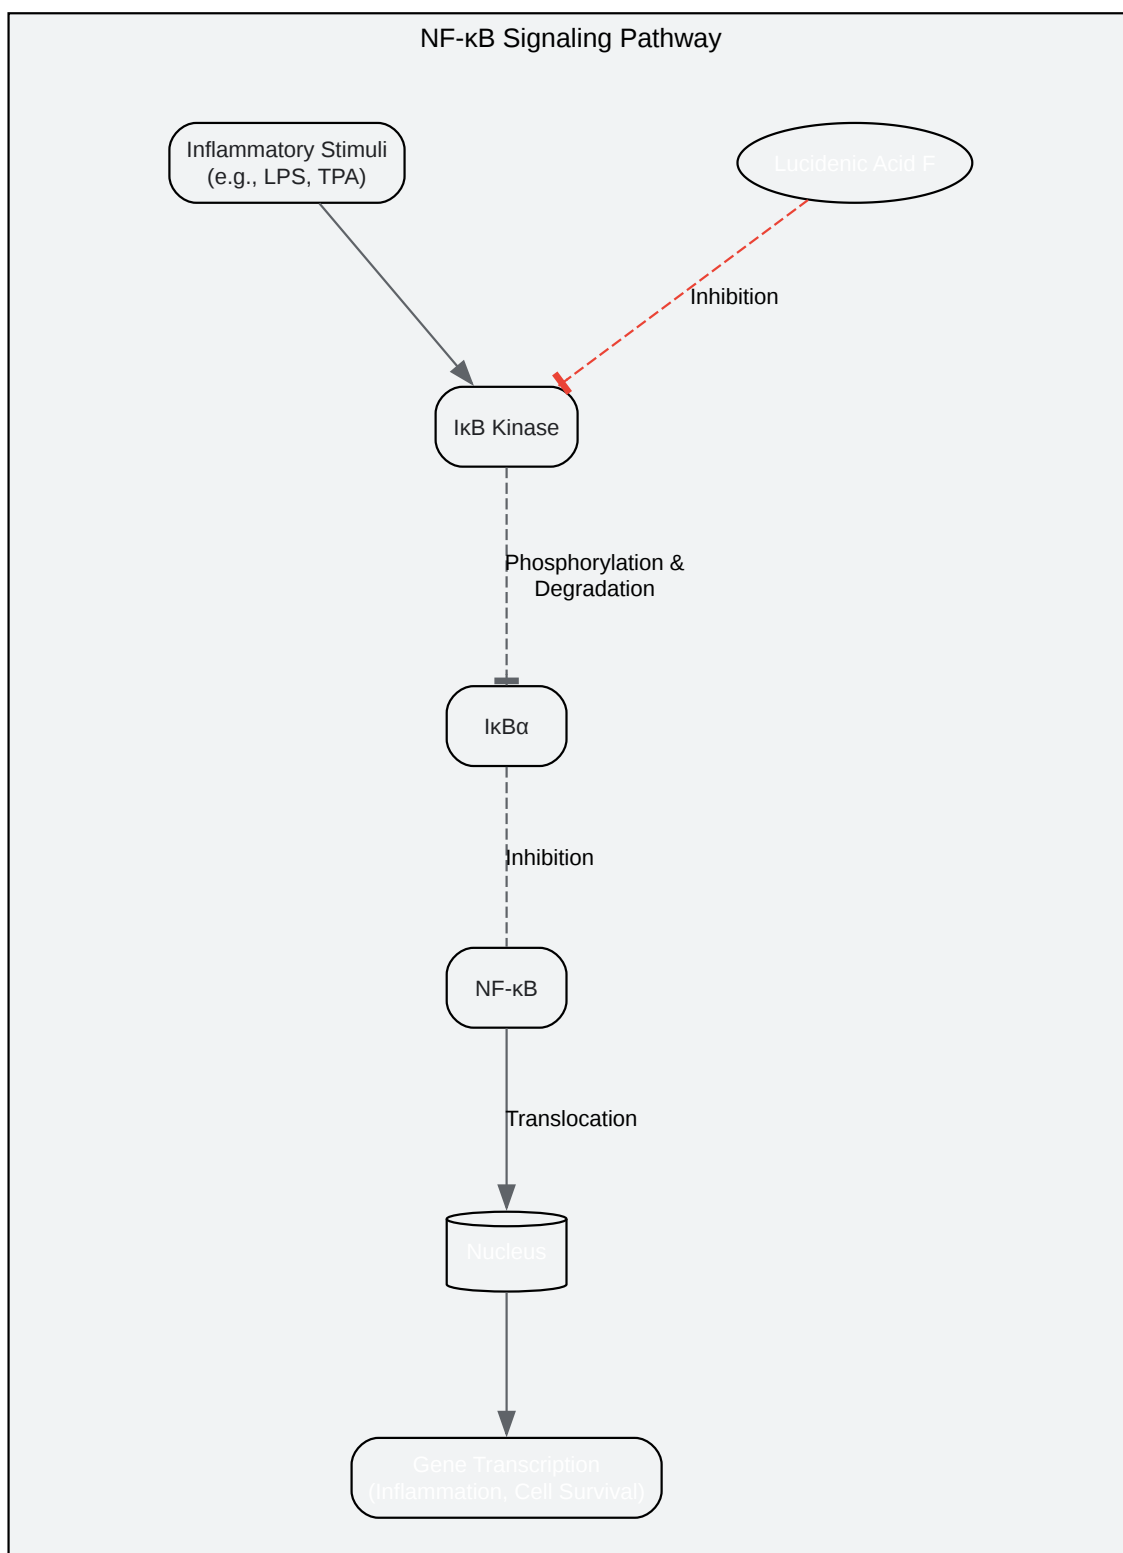 NF-κB Signaling Pathway
Inflammatory Stimuli
(e.g., LPS, TPA)
Lucidenic Acid F
Inhibition
IκB Kinase
Phosphorylation &
Degradation
IκBα
Inhibition
NF-κB
Translocation
Nucleus
Gene Transcription
(Inflammation, Cell Survival)